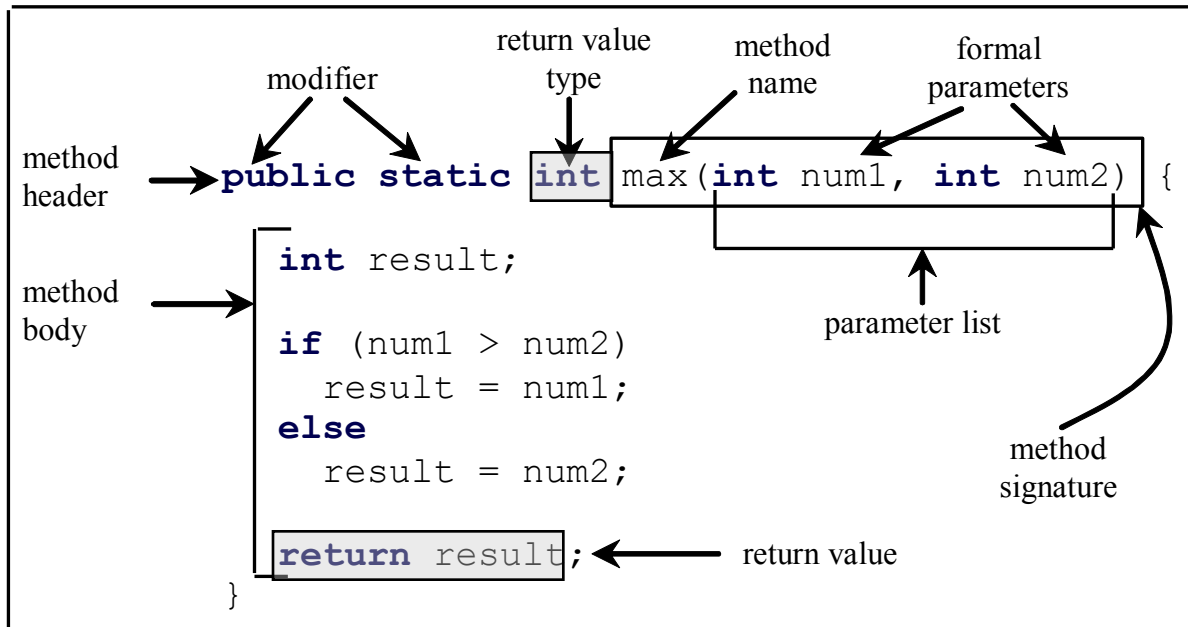 return value
type
method
name
formal
parameters
modifier
method
header
public static int max(int num1, int num2) {
method
body
int result;
parameter list
if (num1 > num2)
result = num1;
else
result = num2;
method
signature
return result;
return value
}